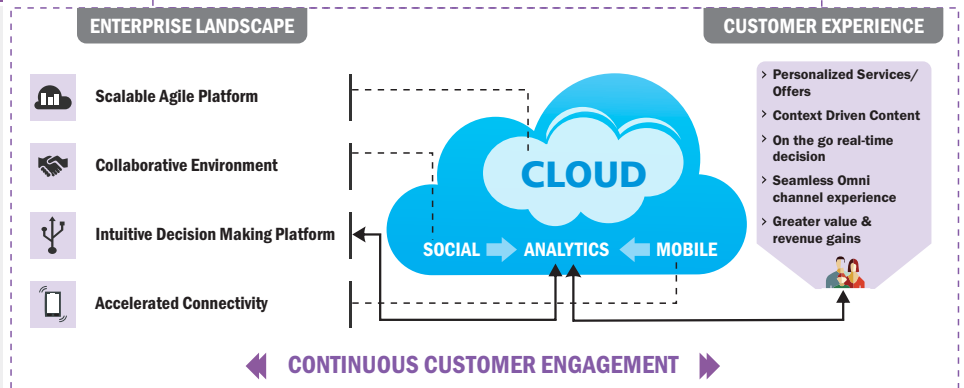 ENTERPRISE LANDSCAPE
CUSTOMER EXPERIENCE
Scalable Agile Platform
Collaborative Environment
Intuitive Decision Making Platform
Accelerated Connectivity
CLOUD
SOCIAL ANALYTICS MOBILE
› Personalized Services/
Offers
› Context Driven Content
› On the go real-time
decision
› Seamless Omni
channel experience
› Greater value &
revenue gains
CONTINUOUS CUSTOMER ENGAGEMENT